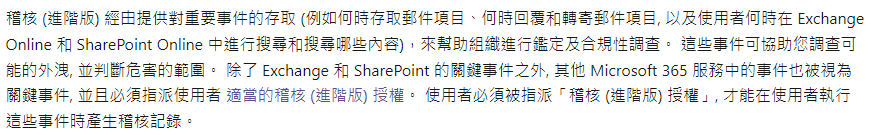 稽核 (進階版) 經由提供對重要事件的存取 (例如何時存取郵件項目、何時回覆和轉寄郵件項目, 以及使用者何時在 Exchange
Online 和 SharePoint Online 中進行搜尋和搜尋哪些內容)，來幫助組織進行鑑定及合規性調查。 這些事件可協助您調查可
能的外洩, 並判斷危害的範圍。 除了 Exchange 和 SharePoint 的關鍵事件之外, 其他 Microsoft 365 服務中的事件也被視為
關鍵事件, 並且必須指派使用者 適當的稽核 (進階版) 授權。 使用者必須被指派「稽核 (進階版) 授權」, 才能在使用者執行
這些事件時產生稽核記錄。